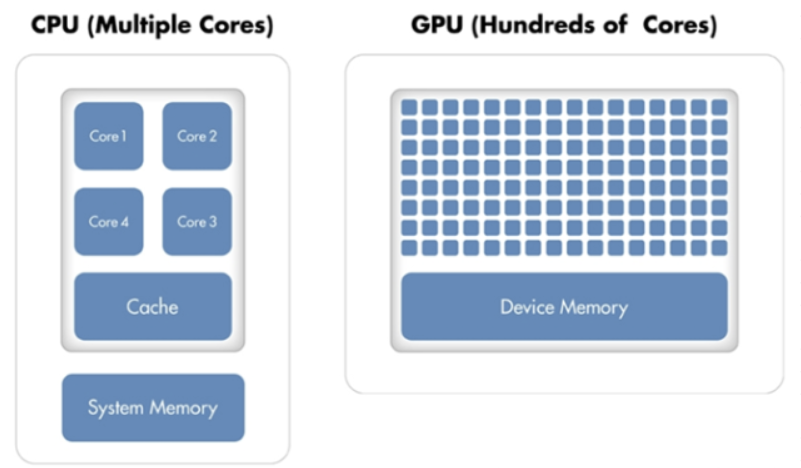 CPU (Multiple Cores)
GPU (Hundreds of Cores)
Core 1
Core 2
Core 4
Core 3
Cache
System Memory
Device Memory